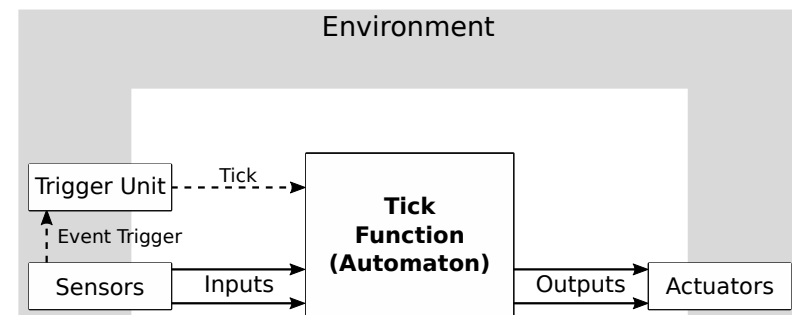 Environment
Trigger Unit
Tick
Event Trigger
Sensors
Inputs
Tick
Function
(Automaton)
Outputs
Actuators